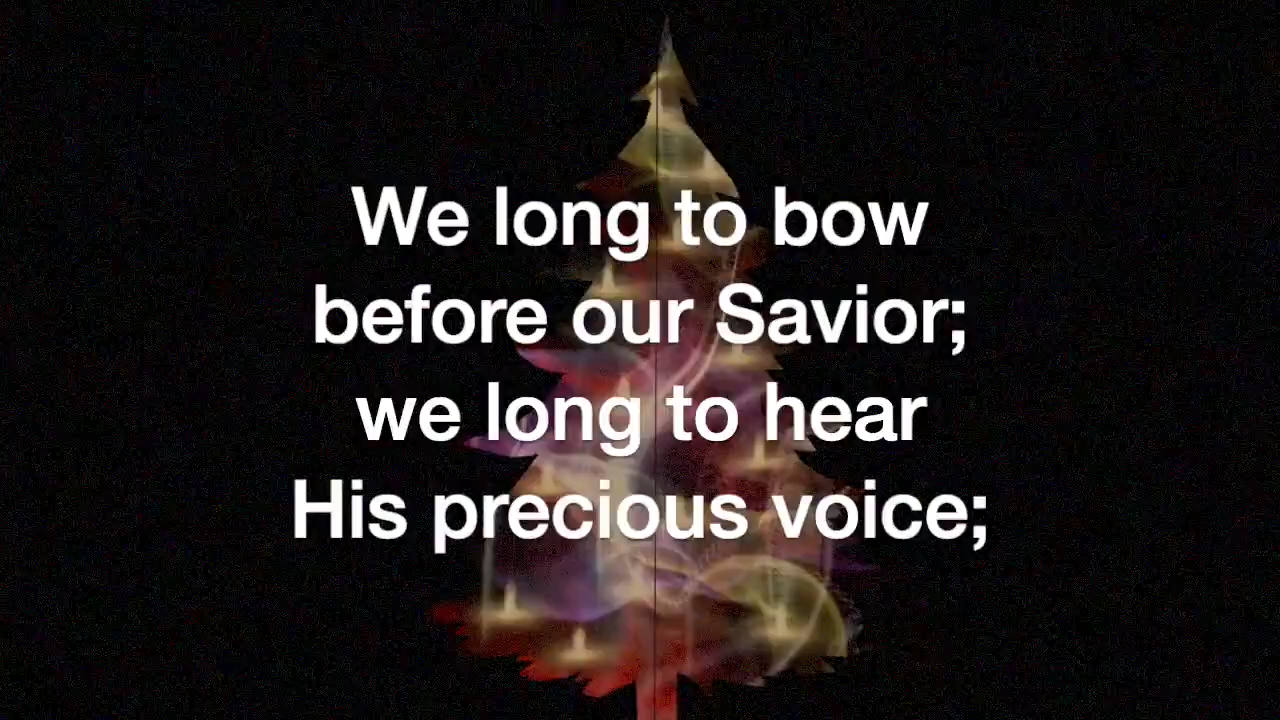 We long to bow
before our Savior;
we long to hear
His precious voice;